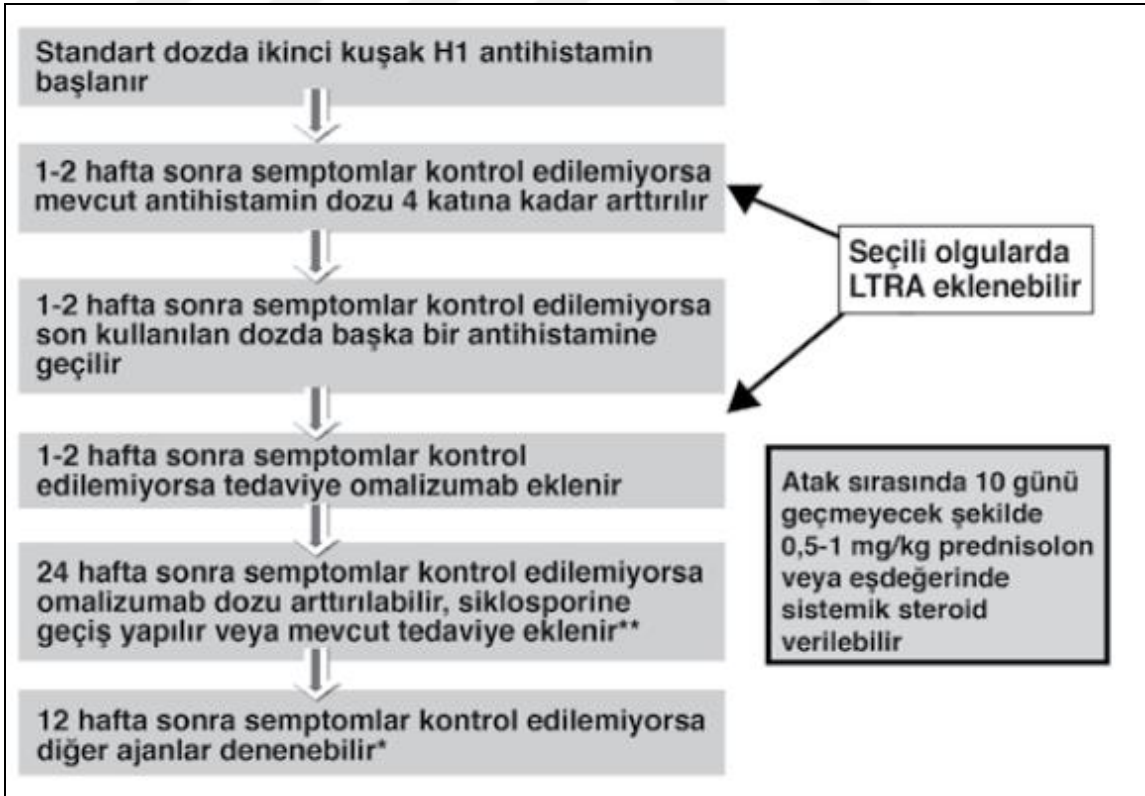 Standart dozda ikinci kuşak H1 antihistamin
başlanır
1-2 hafta sonra semptomlar kontrol edilemiyorsa
mevcut antihistamin dozu 4 katına kadar arttırılır
Seçili olgularda
LTRA eklenebilir
1-2 hafta sonra semptomlar kontrol edilemiyorsa
son kullanılan dozda başka bir antihistamine
geçilir
1-2 hafta sonra semptomlar kontrol
edilemiyorsa tedaviye omalizumab eklenir
Atak sırasında 10 günü
geçmeyecek şekilde
0,5-1 mg/kg prednisolon
veya eşdeğerinde
sistemik steroid
verilebilir
24 hafta sonra semptomlar kontrol edilemiyorsa
omalizumab dozu arttırılabilir, siklosporine
geçiş yapılır veya mevcut tedaviye eklenir**
12 hafta sonra semptomlar kontrol edilemiyorsa
diğer ajanlar denenebilir*